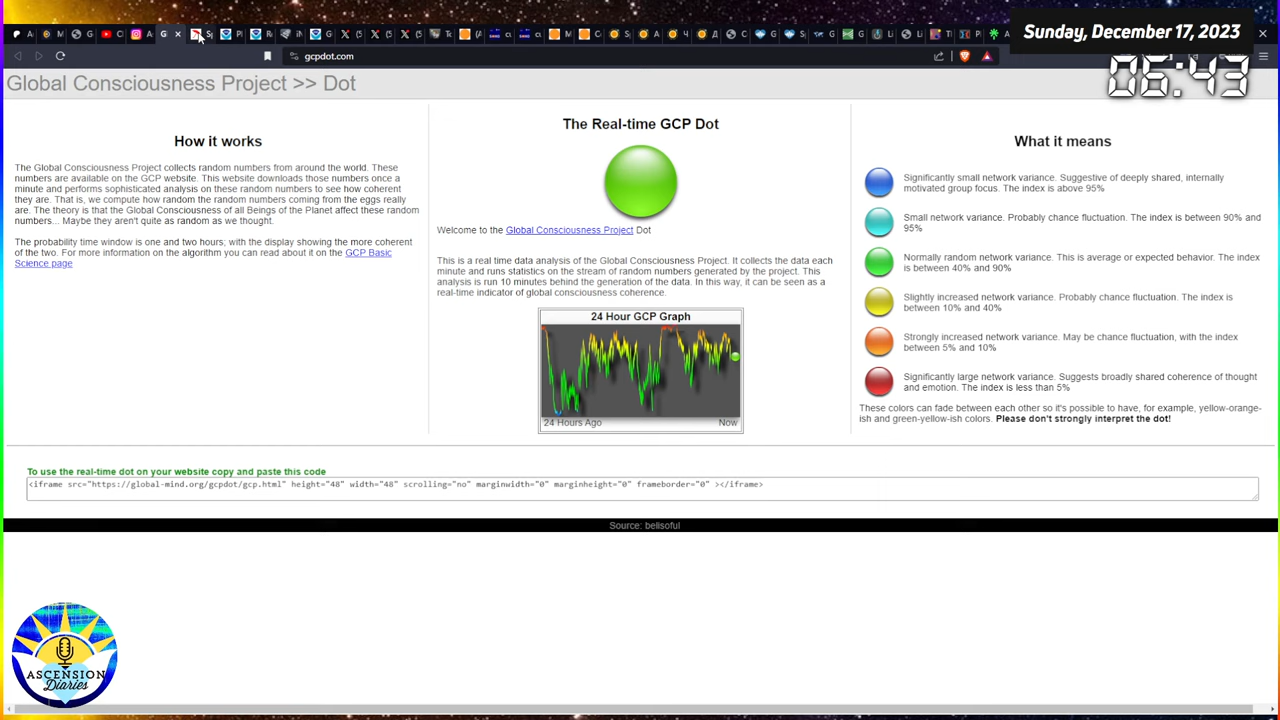 Sunday, December 17, 2023
06:43
gcpdot.com
Global Consciousness Project >> Dot
How it works
The Global Consciousness Project collects random numbers from around the world. These
numbers are available on the GCP website. This website downloads those numbers once a
minute and performs sophisticated analysis on these random numbers to see how coherent
they are. That is, we compute how random the random numbers coming from the eggs really
are. The theory is that the Global Consciousness of all Beings of the Planet affect these random
numbers... Maybe they aren't quite as random as we thought.
The probability time window is one and two hours; with the display showing the more coherent
of the two. For more information on the algorithm you can read about it on the GCP Basic
Science page
The Real-time GCP Dot
Welcome to the Global Consciousness Project Dot
This is a real time data analysis of the Global Consciousness Project. It collects the data each
minute and runs statistics on the stream of random numbers generated by the project. This
analysis is run 10 minutes behind the generation of the data. In this way, it can be seen as a
real-time indicator of global consciousness coherence.
24 Hour GCP Graph
24 Hours Ago Now
What it means
Significantly small network variance. Suggestive of deeply shared, internally
motivated group focus. The index is above 95%
Small network variance. Probably chance fluctuation. The index is between 90% and
95%
Normally random network variance. This is average or expected behavior. The index
is between 40% and 90%
Slightly increased network variance. Probably chance fluctuation. The index is
between 10% and 40%
Strongly increased network variance. May be chance fluctuation, with the index
between 5% and 10%
Significantly large network variance. Suggests broadly shared coherence of thought
and emotion. The index is less than 5%
These colors can fade between each other so it's possible to have, for example, yellow-orange-
ish and green-yellow-ish colors. Please don't strongly interpret the dot!
To use the real-time dot on your website copy and paste this code
<iframe src="https://global-mind.org/gcpdot/gcp.html" height="48" width="48" scrolling="no" marginwidth="0" marginheight="0" frameborder="0" ></iframe>
Source: belisoful
ASCENSION
Diaries